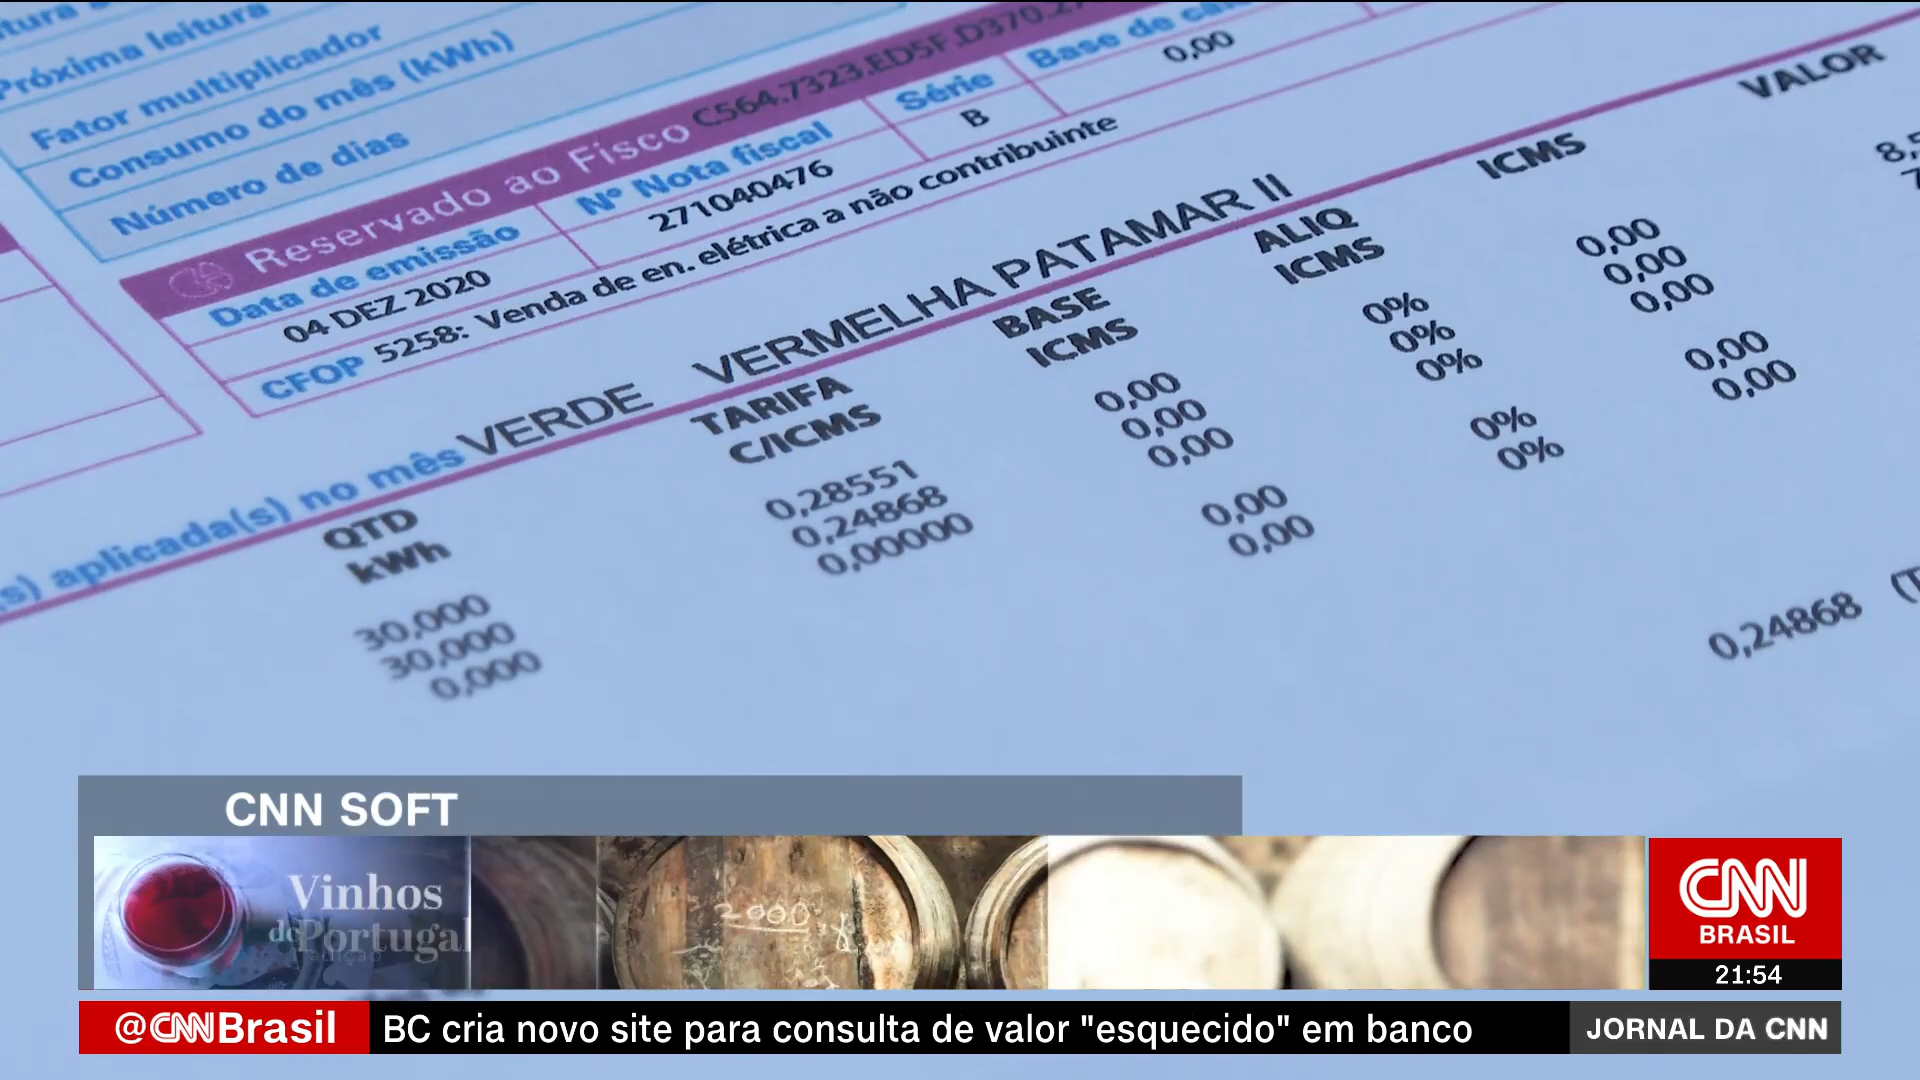 Próxima leitura
Fator multiplicador
Consumo do mês (kWh)
Número de dias
Reservado ao Fisco C564.7323.ED5F.D370.2
Data de emissão
04 DEZ 2020
Nº Nota fiscal
271040476
Série
B
Base de
0,00
CFOP 5258: Venda de en. elétrica a não contribuinte
(s) aplicada(s) no mês VERDE VERMELHA PATAMAR II
QTD
kWh
TARIFA
C/ICMS
BASE
ICMS
ALIQ
ICMS
ICMS
VALOR
30,000 0,28551 0,00 0% 0,00
30,000 0,24868 0,00 0% 0,00
0,000 0,00000 0,00 0% 0,00
0,00 0% 0,00
0,00 0% 0,00
0,24868
CNN SOFT
Vinhos
de Portugal
Tradição
2000
CNN
BRASIL
21:54
@CNNBrasil
BC cria novo site para consulta de valor "esquecido" em banco
JORNAL DA CNN